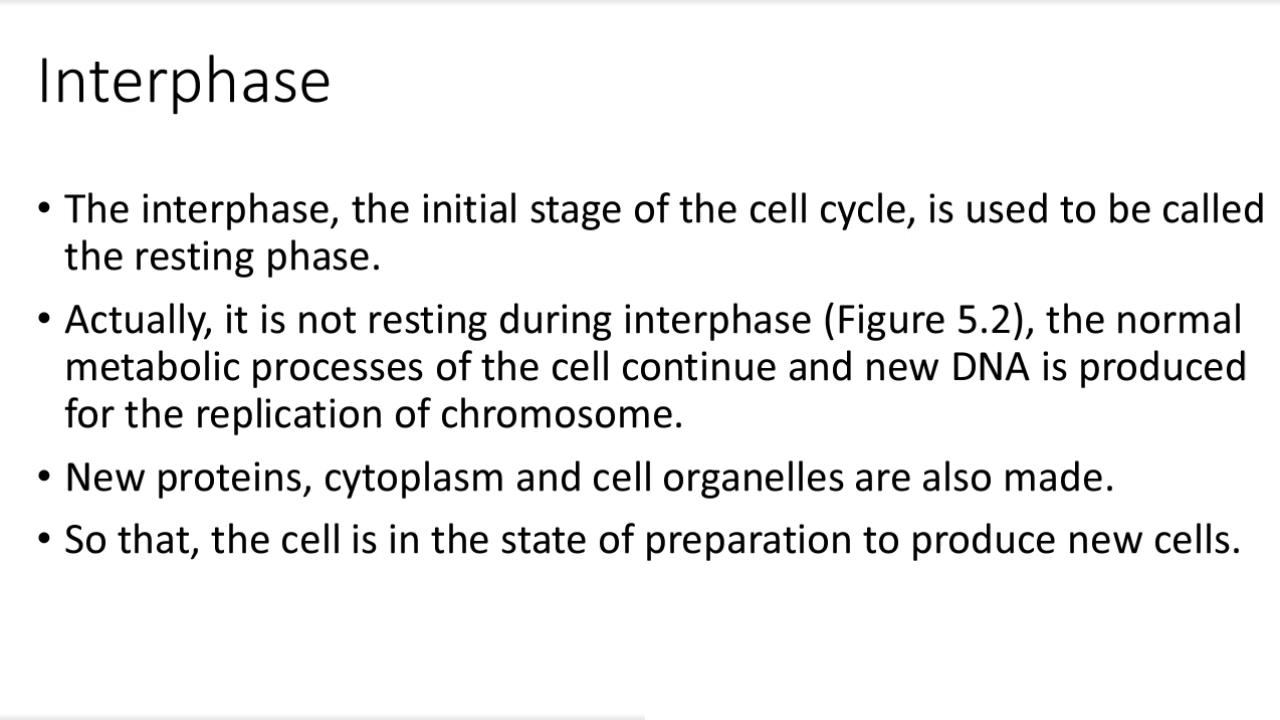 Interphase
• The interphase, the initial stage of the cell cycle, is used to be called
the resting phase.
• Actually, it is not resting during interphase (Figure 5.2), the normal
metabolic processes of the cell continue and new DNA is produced
for the replication of chromosome.
• New proteins, cytoplasm and cell organelles are also made.
• So that, the cell is in the state of preparation to produce new cells.